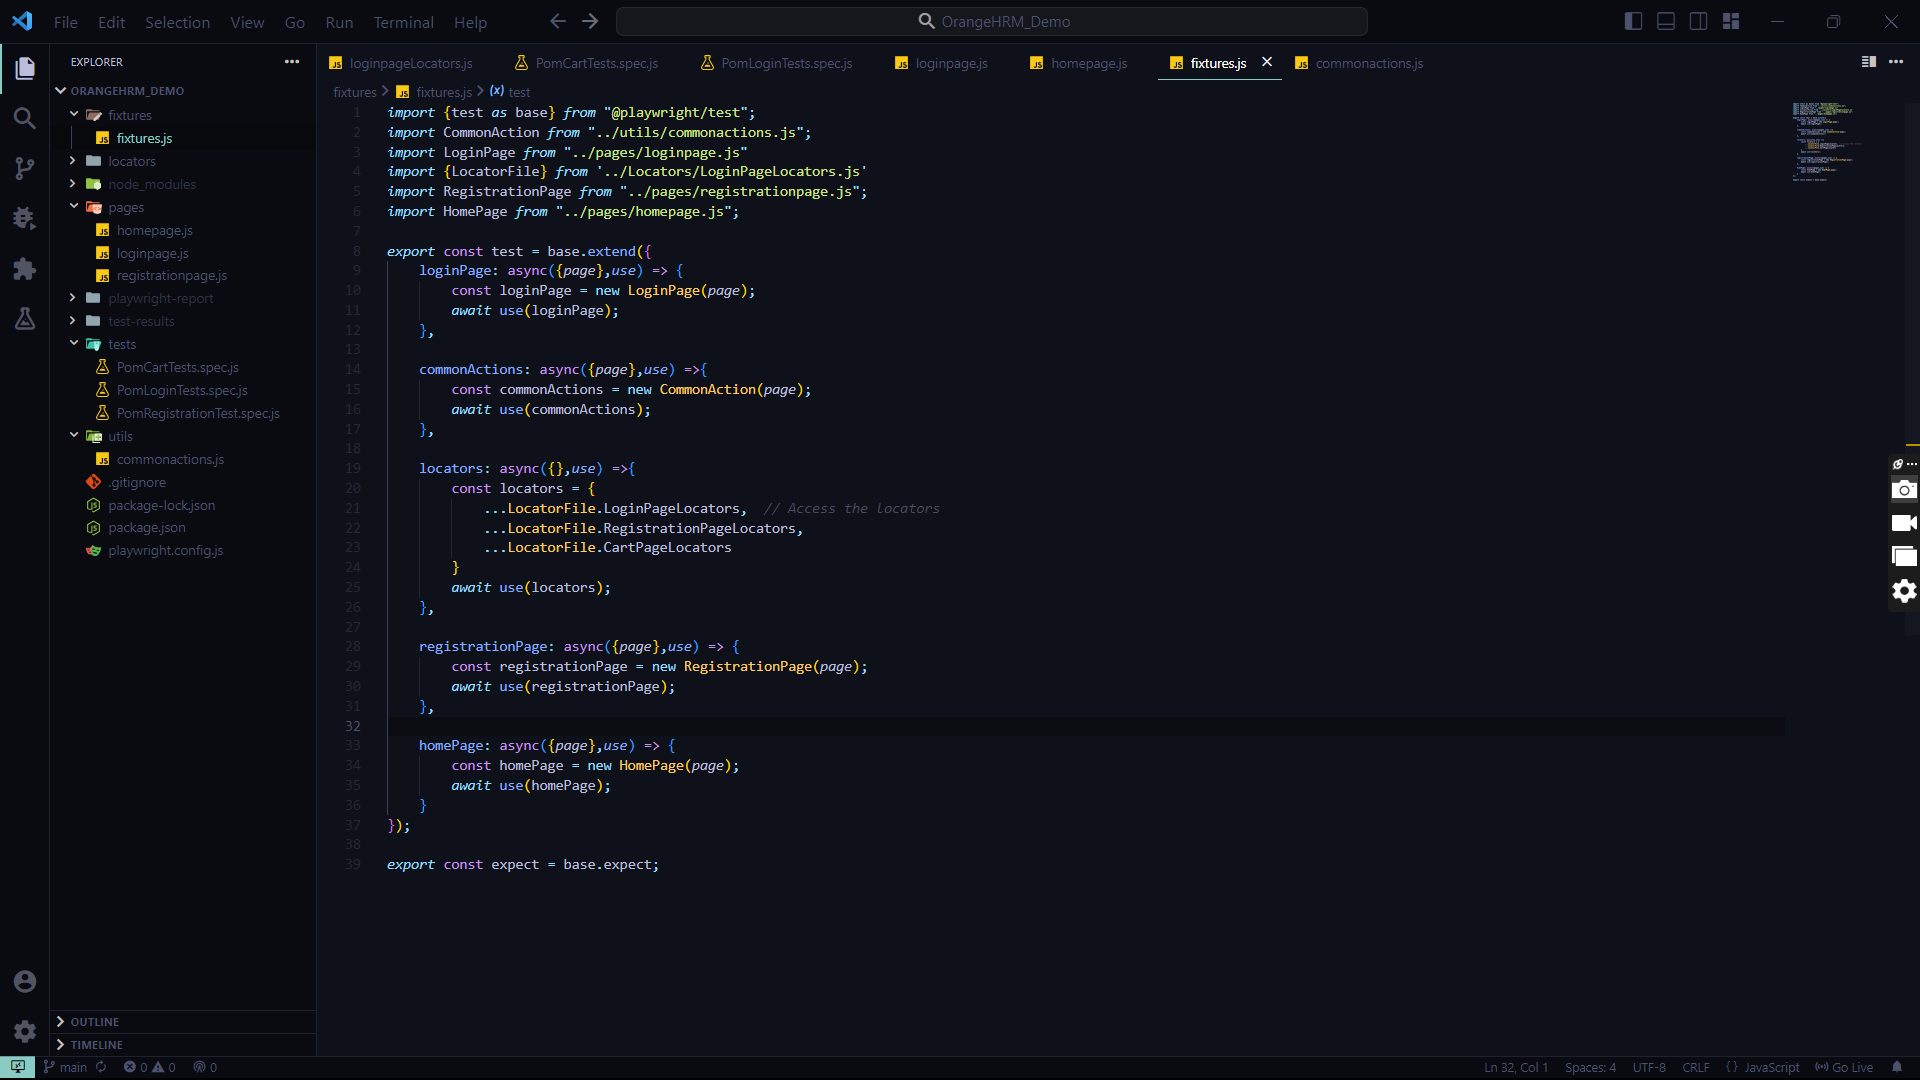 File Edit Selection View Go Run Terminal Help
OrangeHRM_Demo
EXPLORER
ORANGEHRM_DEMO
fixtures
fixtures.js
locators
node_modules
pages
homepage.js
loginpage.js
registrationpage.js
playwright-report
test-results
tests
PomCartTests.spec.js
PomLoginTests.spec.js
PomRegistrationTest.spec.js
utils
commonactions.js
.gitignore
package-lock.json
package.json
playwright.config.js
OUTLINE
TIMELINE
loginpageLocators.js PomCartTests.spec.js PomLoginTests.spec.js loginpage.js homepage.js fixtures.js commonactions.js
fixtures > fixtures.js > test
1 import {test as base} from "@playwright/test";
2 import CommonAction from "../utils/commonactions.js";
3 import LoginPage from "../pages/loginpage.js"
4 import {LocatorFile} from '../Locators/LoginPageLocators.js'
5 import RegistrationPage from "../pages/registrationpage.js";
6 import HomePage from "../pages/homepage.js";
7
8 export const test = base.extend({
9 loginPage: async({page},use) => {
10 const loginPage = new LoginPage(page);
11 await use(loginPage);
12 },
13
14 commonActions: async({page},use) =>{
15 const commonActions = new CommonAction(page);
16 await use(commonActions);
17 },
18
19 locators: async({},use) =>{
20 const locators = {
21 ...LocatorFile.LoginPageLocators, // Access the locators
22 ...LocatorFile.RegistrationPageLocators,
23 ...LocatorFile.CartPageLocators
24 }
25 await use(locators);
26 },
27
28 registrationPage: async({page},use) => {
29 const registrationPage = new RegistrationPage(page);
30 await use(registrationPage);
31 },
32
33 homePage: async({page},use) => {
34 const homePage = new HomePage(page);
35 await use(homePage);
36 }
37 });
38
39 export const expect = base.expect;
main 0 0 0 Ln 32, Col 1 Spaces: 4 UTF-8 CRLF {} JavaScript Go Live